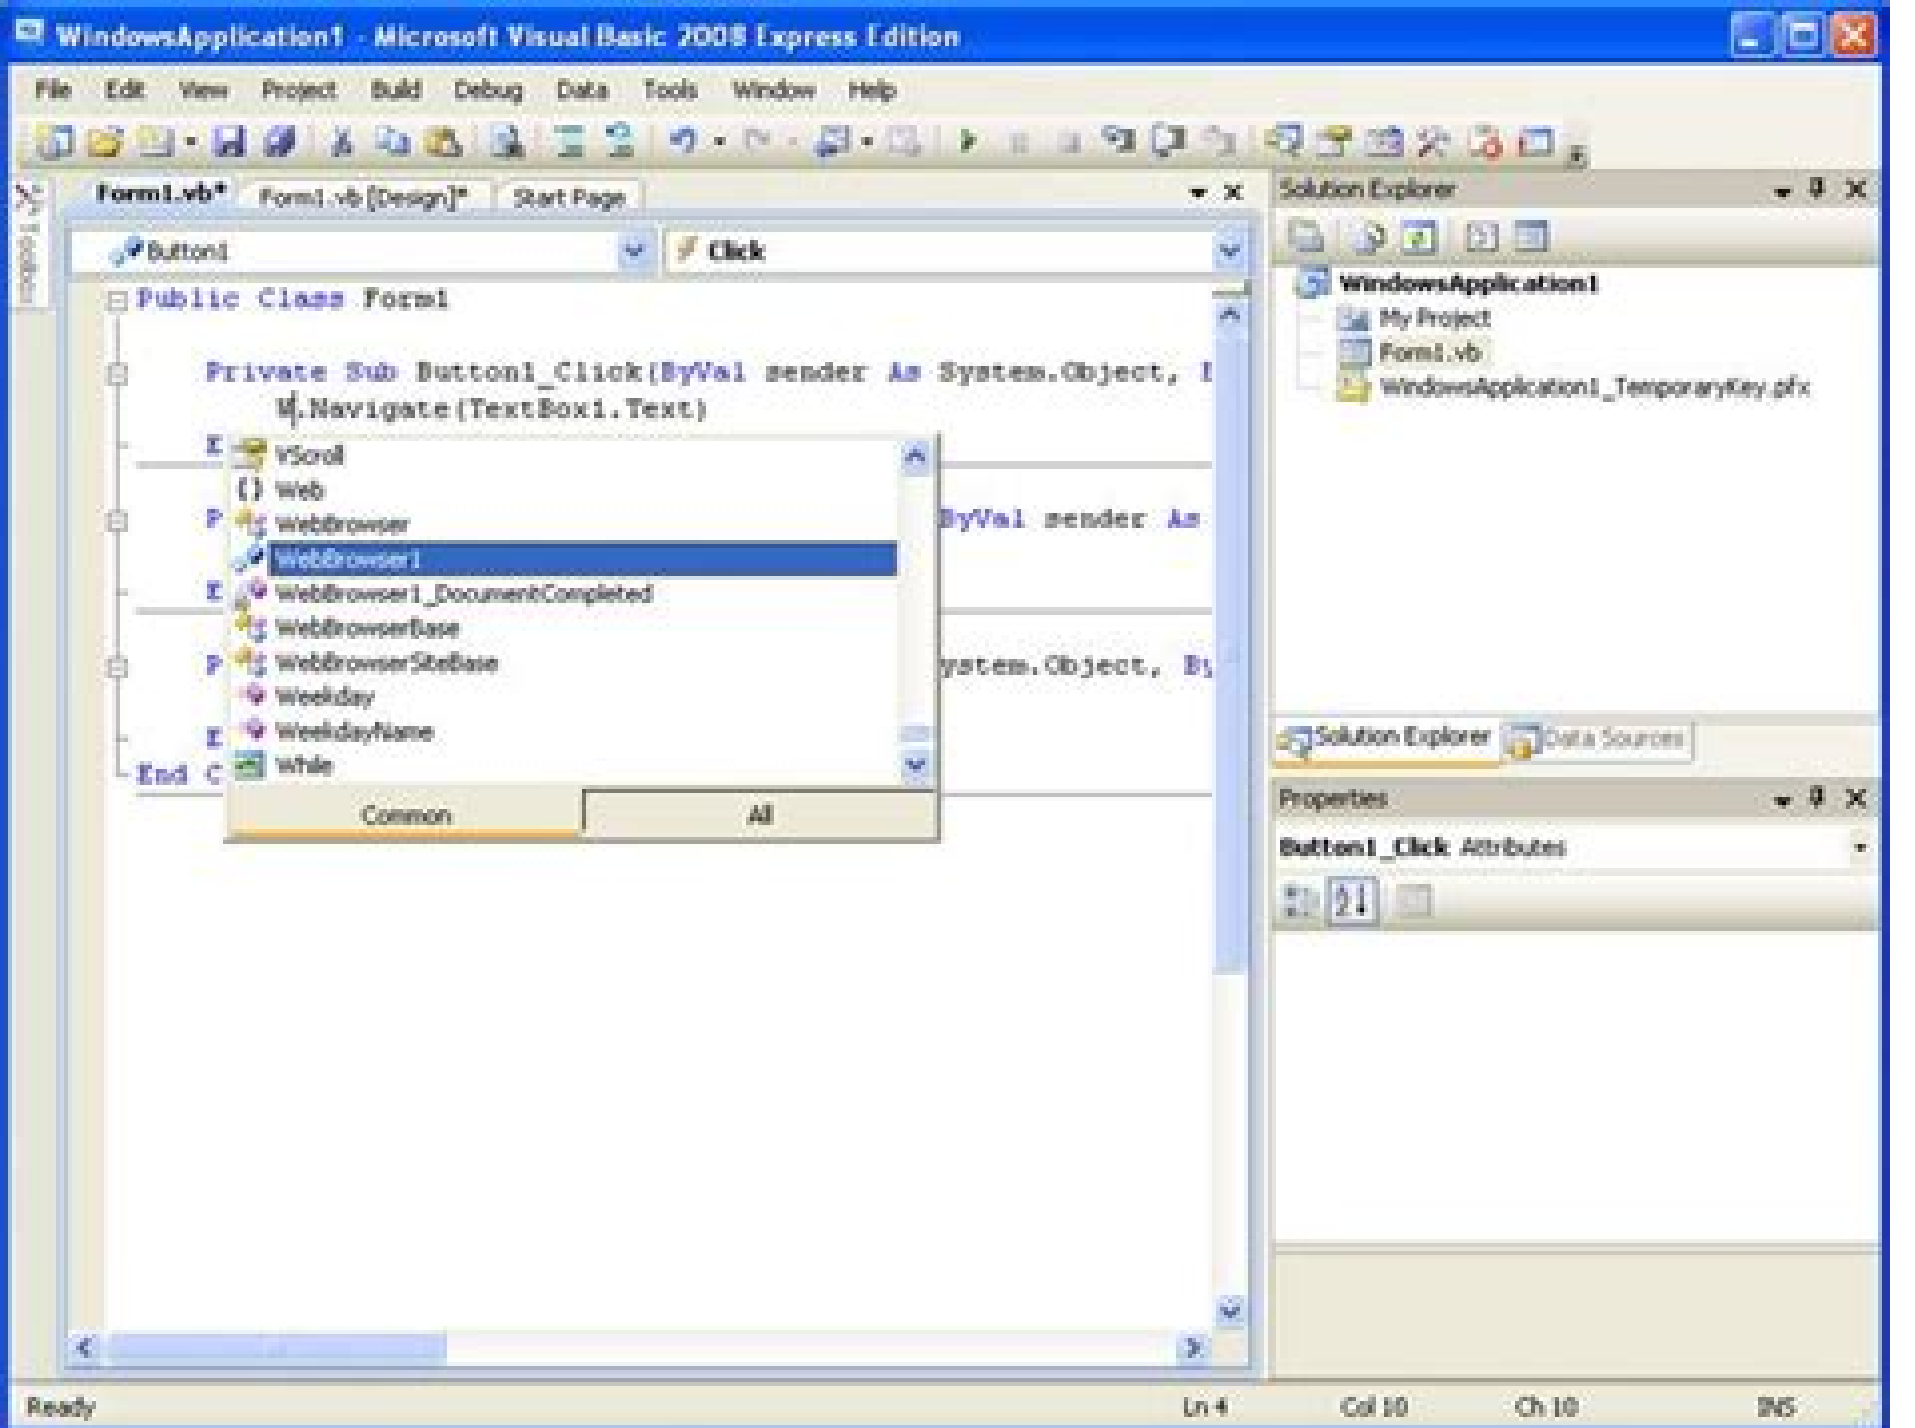 WindowsApplication1 - Microsoft Visual Basic 2008 Express Edition
File Edit View Project Build Debug Data Tools Window Help
Toolbox
Form1.vb* Form1.vb [Design]* Start Page
Solution Explorer
Button1 Click
WindowsApplication1
My Project
Form1.vb
WindowsApplication1_TemporaryKey.pfx
Public Class Form1
Private Sub Button1_Click(ByVal sender As System.Object,
W.Navigate(TextBox1.Text)
E
VScroll
Web
P
WebBrowser
ByVal sender As
WebBrowser1
E
WebBrowser1_DocumentCompleted
WebBrowserBase
P
WebBrowserSiteBase
ystem.Object, By
Weekday
E
WeekdayName
While
End C
Common All
Solution Explorer Data Sources
Properties
Button1_Click Attributes
Ready Ln 4 Col 10 Ch 10 INS